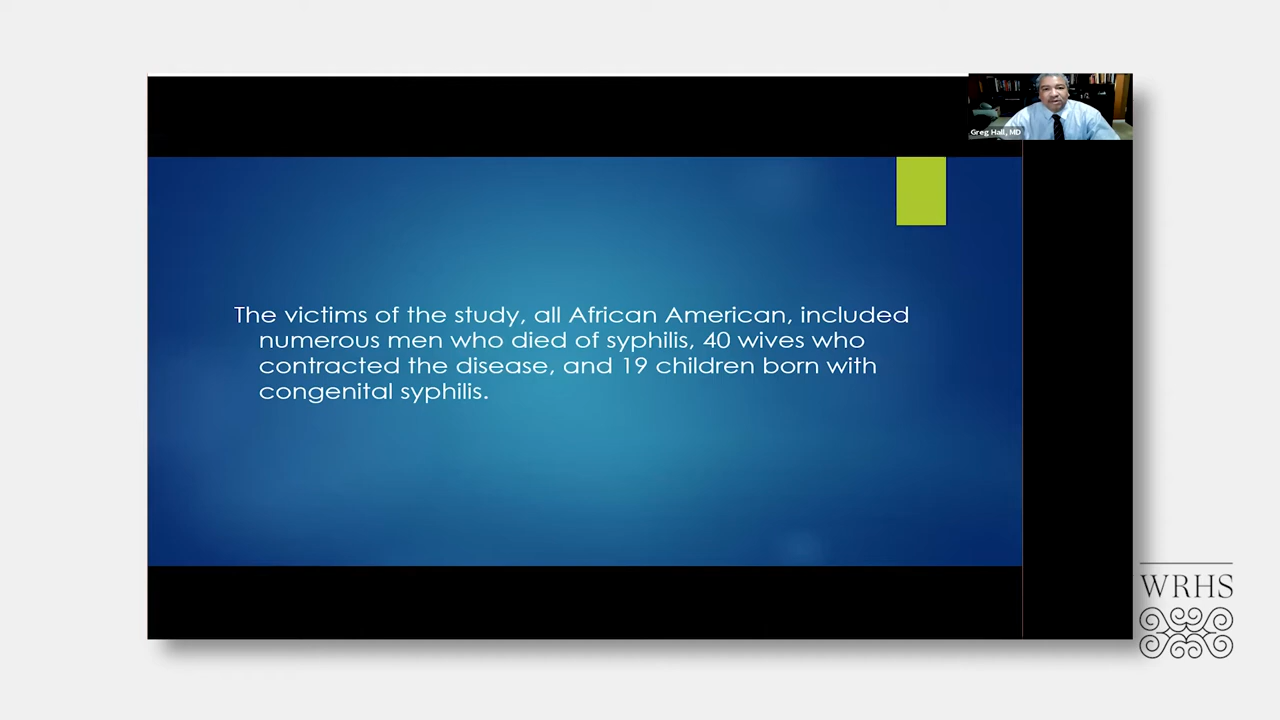 Greg Hall, MD
The victims of the study, all African American, included
numerous men who died of syphilis, 40 wives who
contracted the disease, and 19 children born with
congenital syphilis.
WRHS